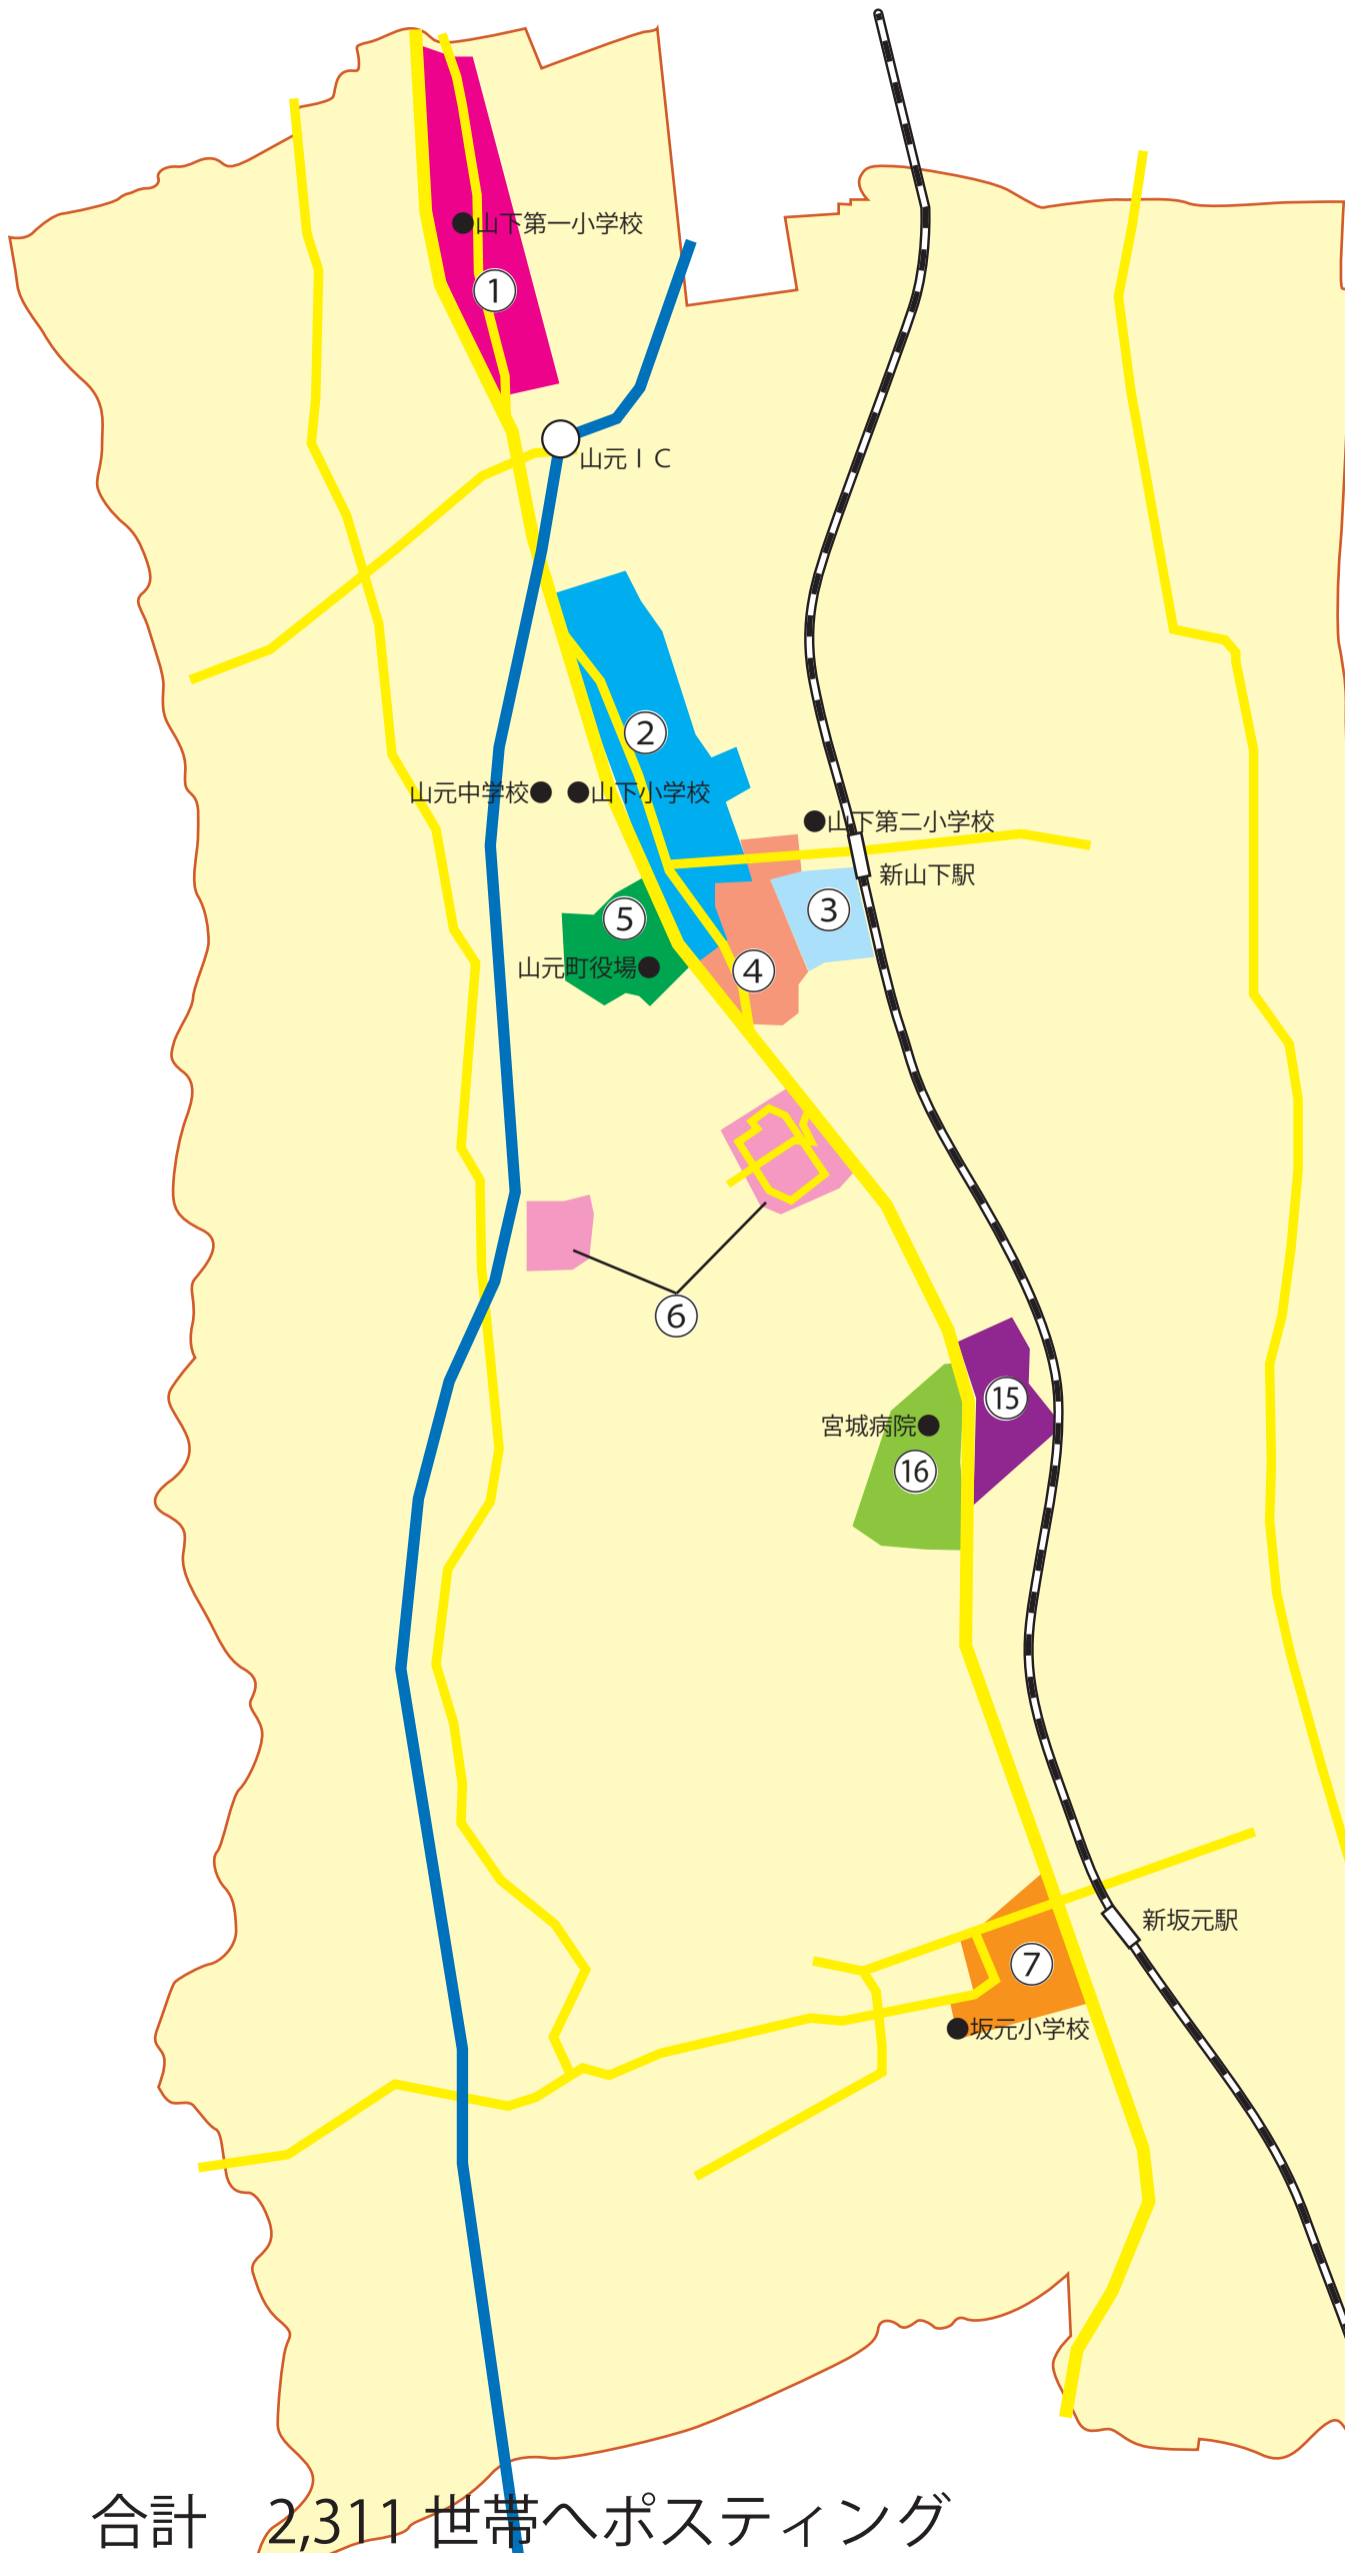 山下第一小学校
①
山元ＩＣ
②
山元中学校
山下小学校
山下第二小学校
新山下駅
③
⑤
山元町役場
④
⑥
⑮
宮城病院
⑯
新坂元駅
⑦
坂元小学校
合計　2,311 世帯へポスティング